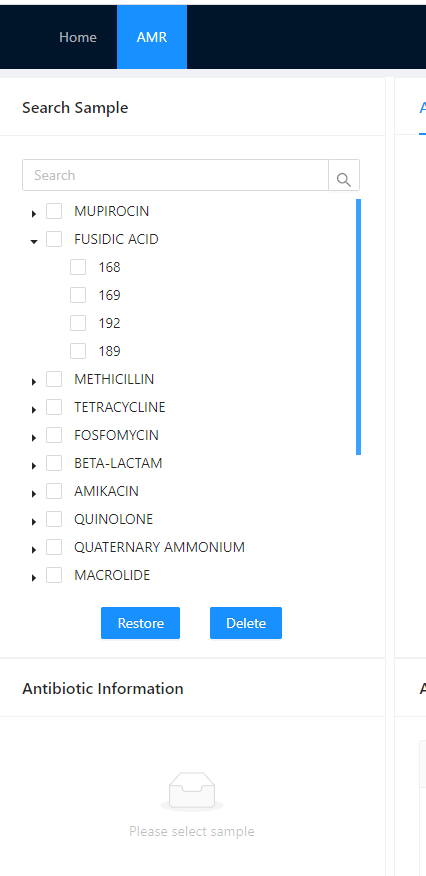 Home AMR
Search Sample
Search
MUPIROCIN
FUSIDIC ACID
168
169
192
189
METHICILLIN
TETRACYCLINE
FOSFOMYCIN
BETA-LACTAM
AMIKACIN
QUINOLONE
QUATERNARY AMMONIUM
MACROLIDE
Restore Delete
Antibiotic Information
Please select sample